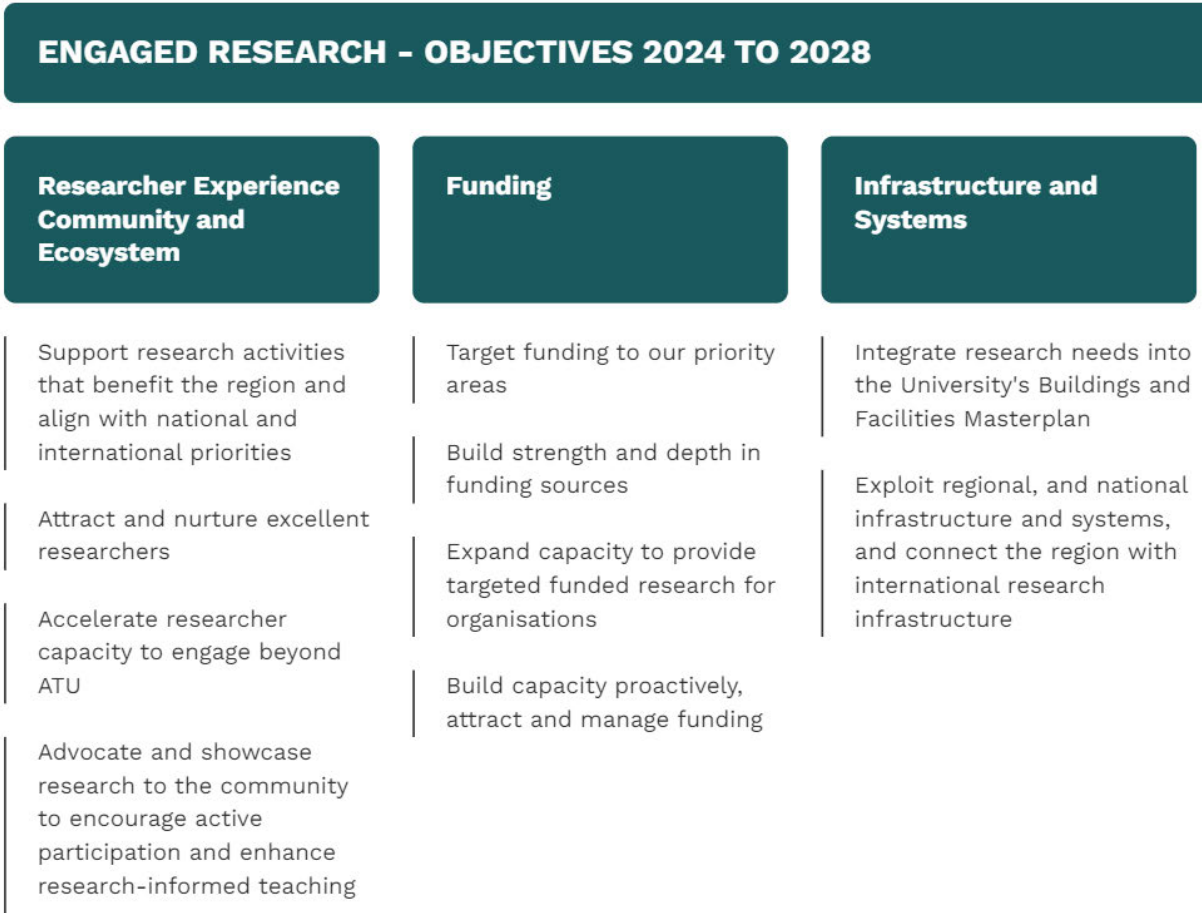 ENGAGED RESEARCH - OBJECTIVES 2024 TO 2028
Researcher Experience
Community and
Ecosystem
Support research activities
that benefit the region and
align with national and
international priorities
Attract and nurture excellent
researchers
Accelerate researcher
capacity to engage beyond
ATU
Advocate and showcase
research to the community
to encourage active
participation and enhance
research-informed teaching
Funding
Target funding to our priority
areas
Build strength and depth in
funding sources
Expand capacity to provide
targeted funded research for
organisations
Build capacity proactively,
attract and manage funding
Infrastructure and
Systems
Integrate research needs into
the University's Buildings and
Facilities Masterplan
Exploit regional, and national
infrastructure and systems,
and connect the region with
international research
infrastructure